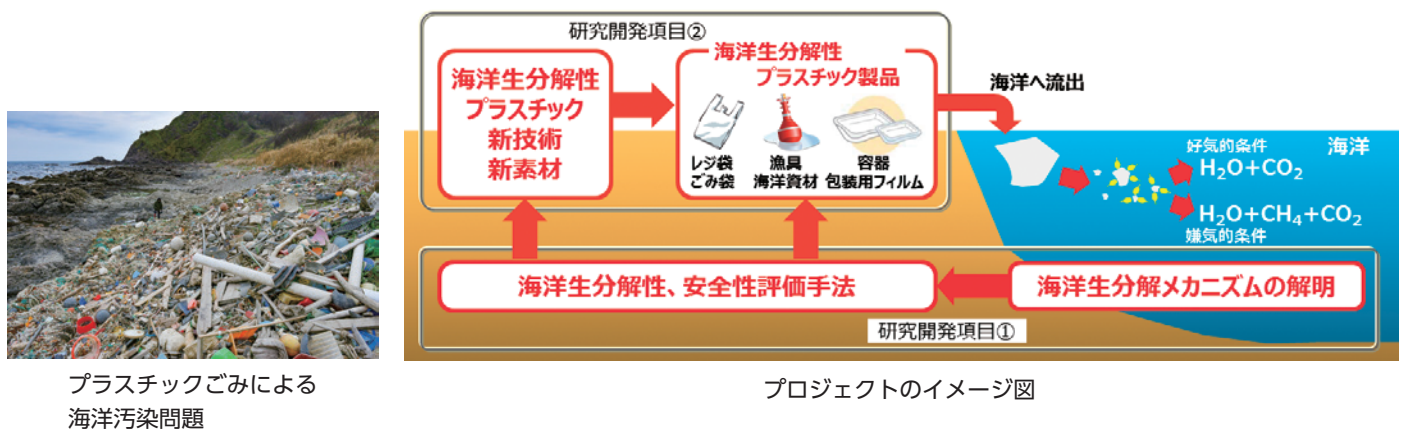 プラスチックごみによる
海洋汚染問題
研究開発項目②
海洋生分解性
プラスチック
新技術
新素材
海洋生分解性
プラスチック製品
レジ袋
ごみ袋
漁具
海洋資材
容器
包装用フィルム
海洋へ流出
海洋
好気的条件
H₂O+CO₂
H₂O+CH₄+CO₂
嫌気的条件
海洋生分解性、安全性評価手法
海洋生分解メカニズムの解明
研究開発項目①
プロジェクトのイメージ図